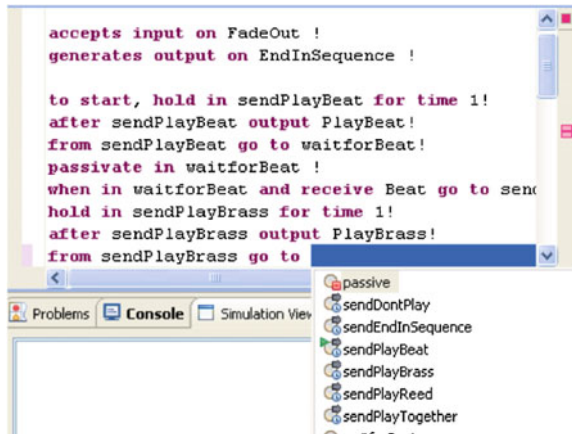 accepts input on FadeOut !
generates output on EndInSequence !
to start, hold in sendPlayBeat for time 1!
after sendPlayBeat output PlayBeat!
from sendPlayBeat go to waitforBeat!
passivate in waitforBeat !
when in waitforBeat and receive Beat go to send
hold in sendPlayBrass for time 1!
after sendPlayBrass output PlayBrass!
from sendPlayBrass go to
passive
sendDontPlay
sendEndInSequence
sendPlayBeat
sendPlayBrass
sendPlayReed
sendPlayTogether
Problems Console Simulation View